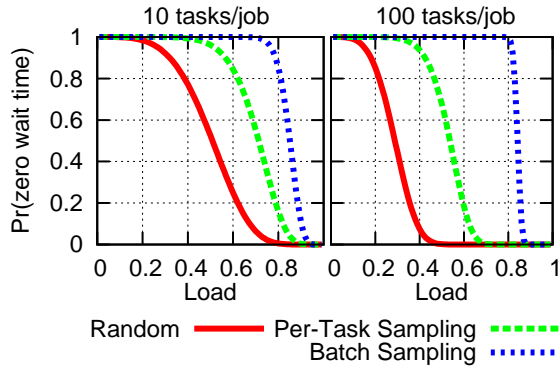 10 tasks/job 100 tasks/job
Pr(zero wait time)
1
0.8
0.6
0.4
0.2
0
0 0.2 0.4 0.6 0.8 0 0.2 0.4 0.6 0.8 1
Load Load
Random Per-Task Sampling
Batch Sampling